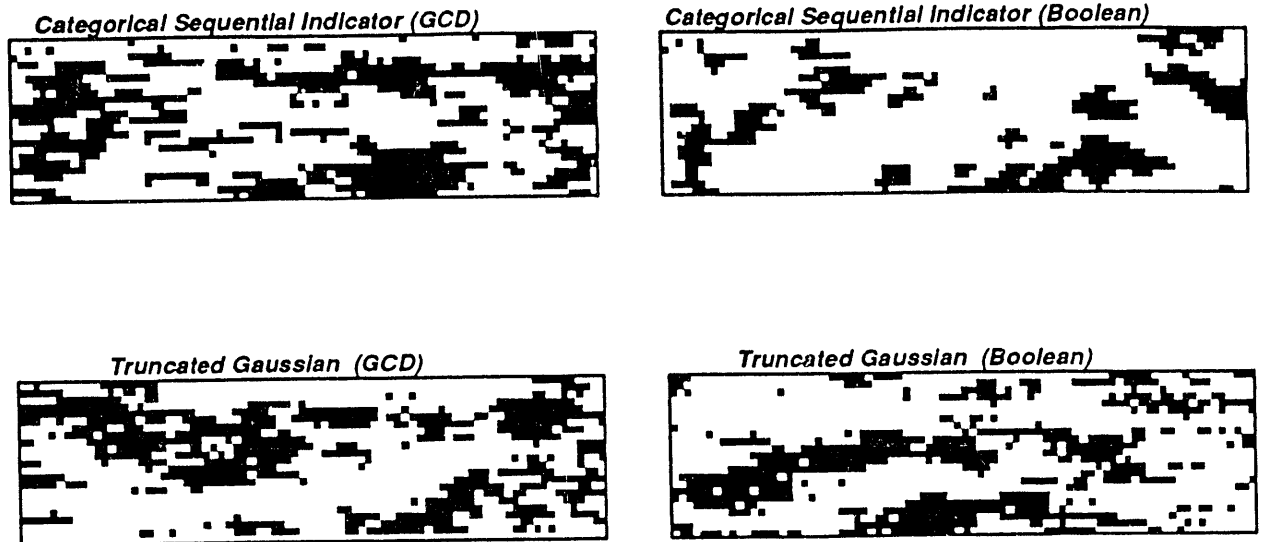 Categorical Sequential Indicator (GCD)
Categorical Sequential Indicator (Boolean)
Truncated Gaussian (GCD)
Truncated Gaussian (Boolean)